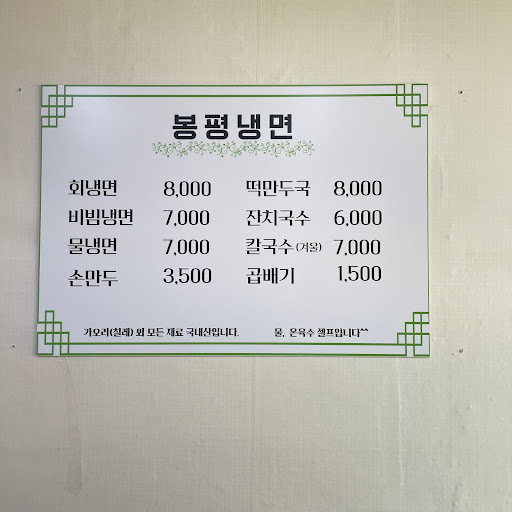 봉평냉면
회냉면 8,000 떡만두국 8,000
비빔냉면 7,000 잔치국수 6,000
물냉면 7,000 칼국수(겨울) 7,000
손만두 3,500 곱배기 1,500
가오리(칠레) 외 모든 재료 국내산입니다. 물, 온육수 셀프입니다^^